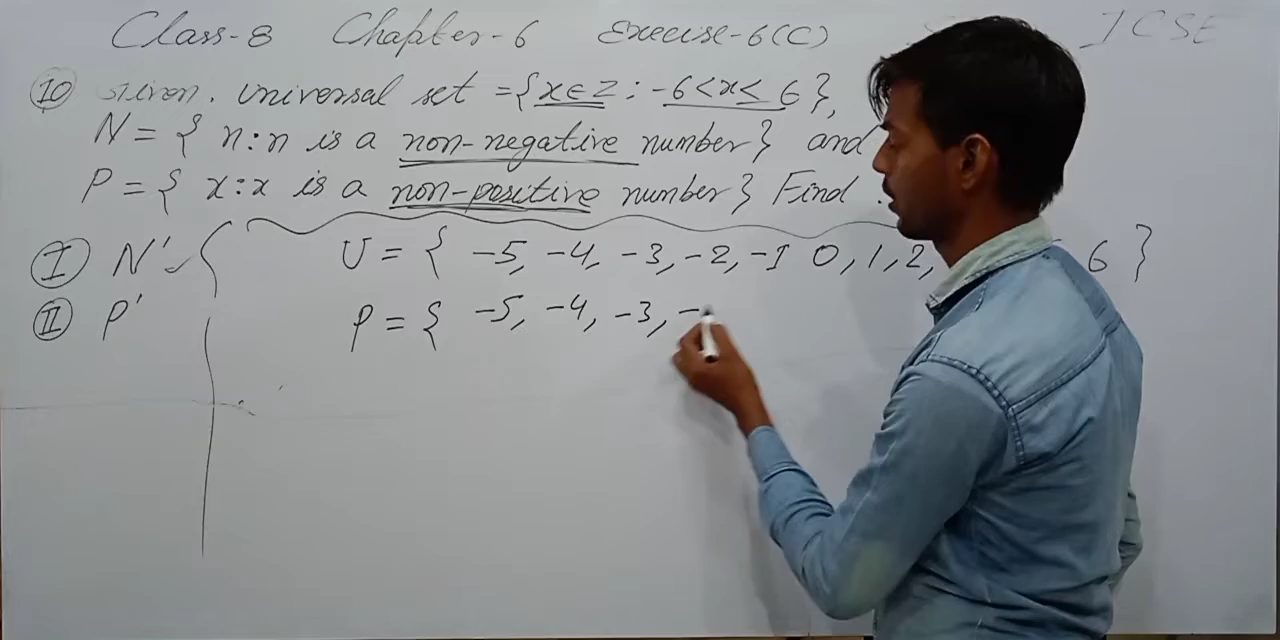 Class-8 Chapter-6 Execise-6(C) ICSE
10 Given. universal set = {x∈Z : -6<x≤6},
N = { n:n is a non-negative number} and
P = { x:x is a non-positive number} Find
I N' U = { -5, -4, -3, -2, -1 0, 1, 2, 6 }
II P' P = { -5, -4, -3, -